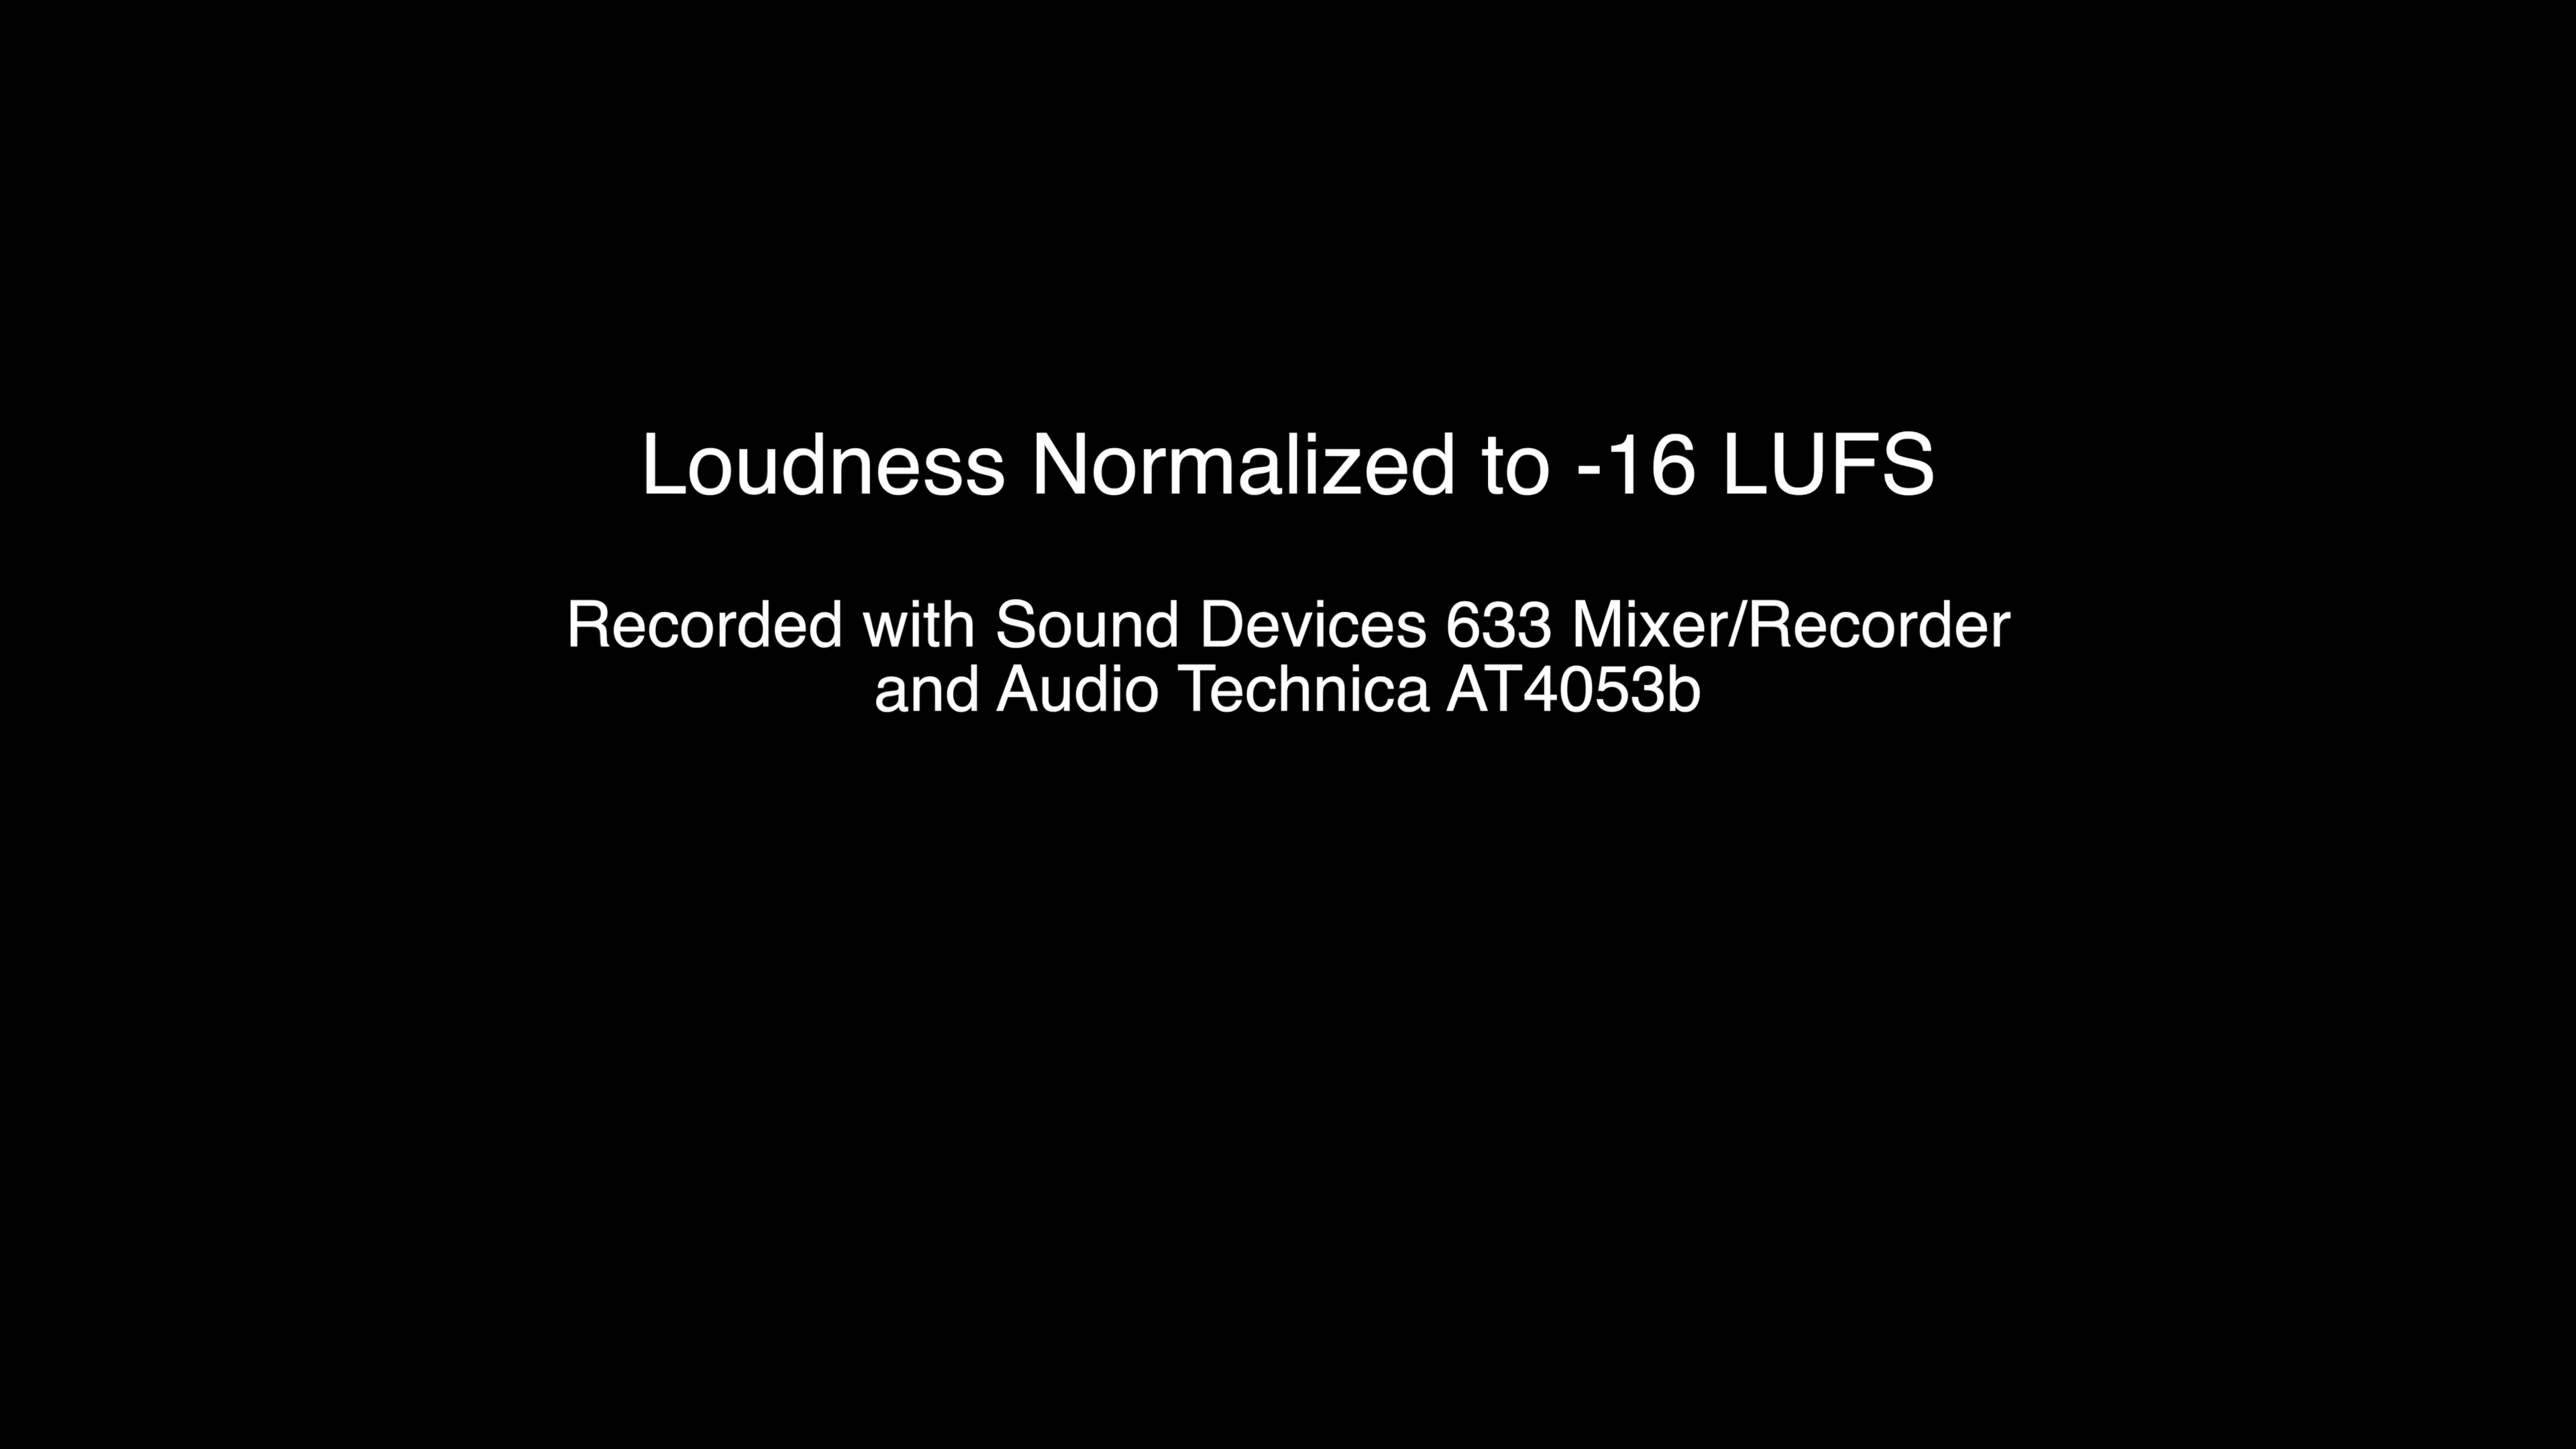 Loudness Normalized to -16 LUFS
Recorded with Sound Devices 633 Mixer/Recorder
and Audio Technica AT4053b